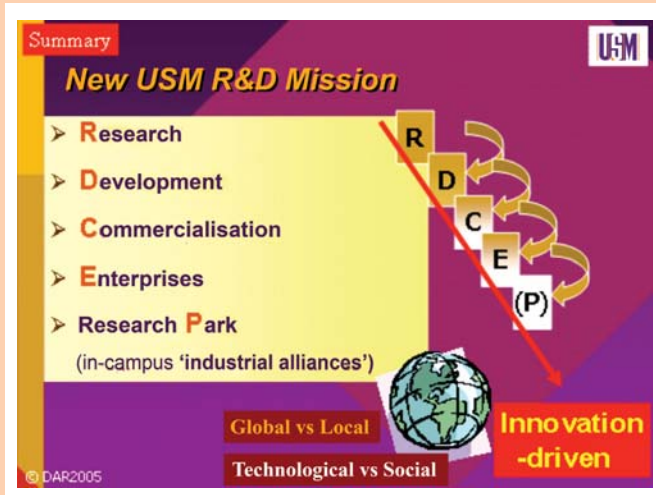 Summary
USM
New USM R&D Mission
➢ Research
➢ Development
➢ Commercialisation
➢ Enterprises
➢ Research Park
(in-campus ‘industrial alliances’)
R
D
C
E
(P)
Global vs Local
Technological vs Social
Innovation
-driven
© DAR2005